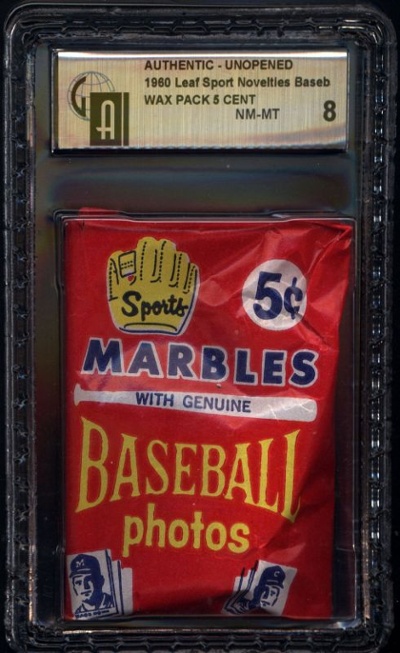 AUTHENTIC - UNOPENED
1960 Leaf Sport Novelties Baseb
WAX PACK 5 CENT
NM-MT 8
GA
Sports
5¢
MARBLES
WITH GENUINE
BASEBALL
photos
M
C